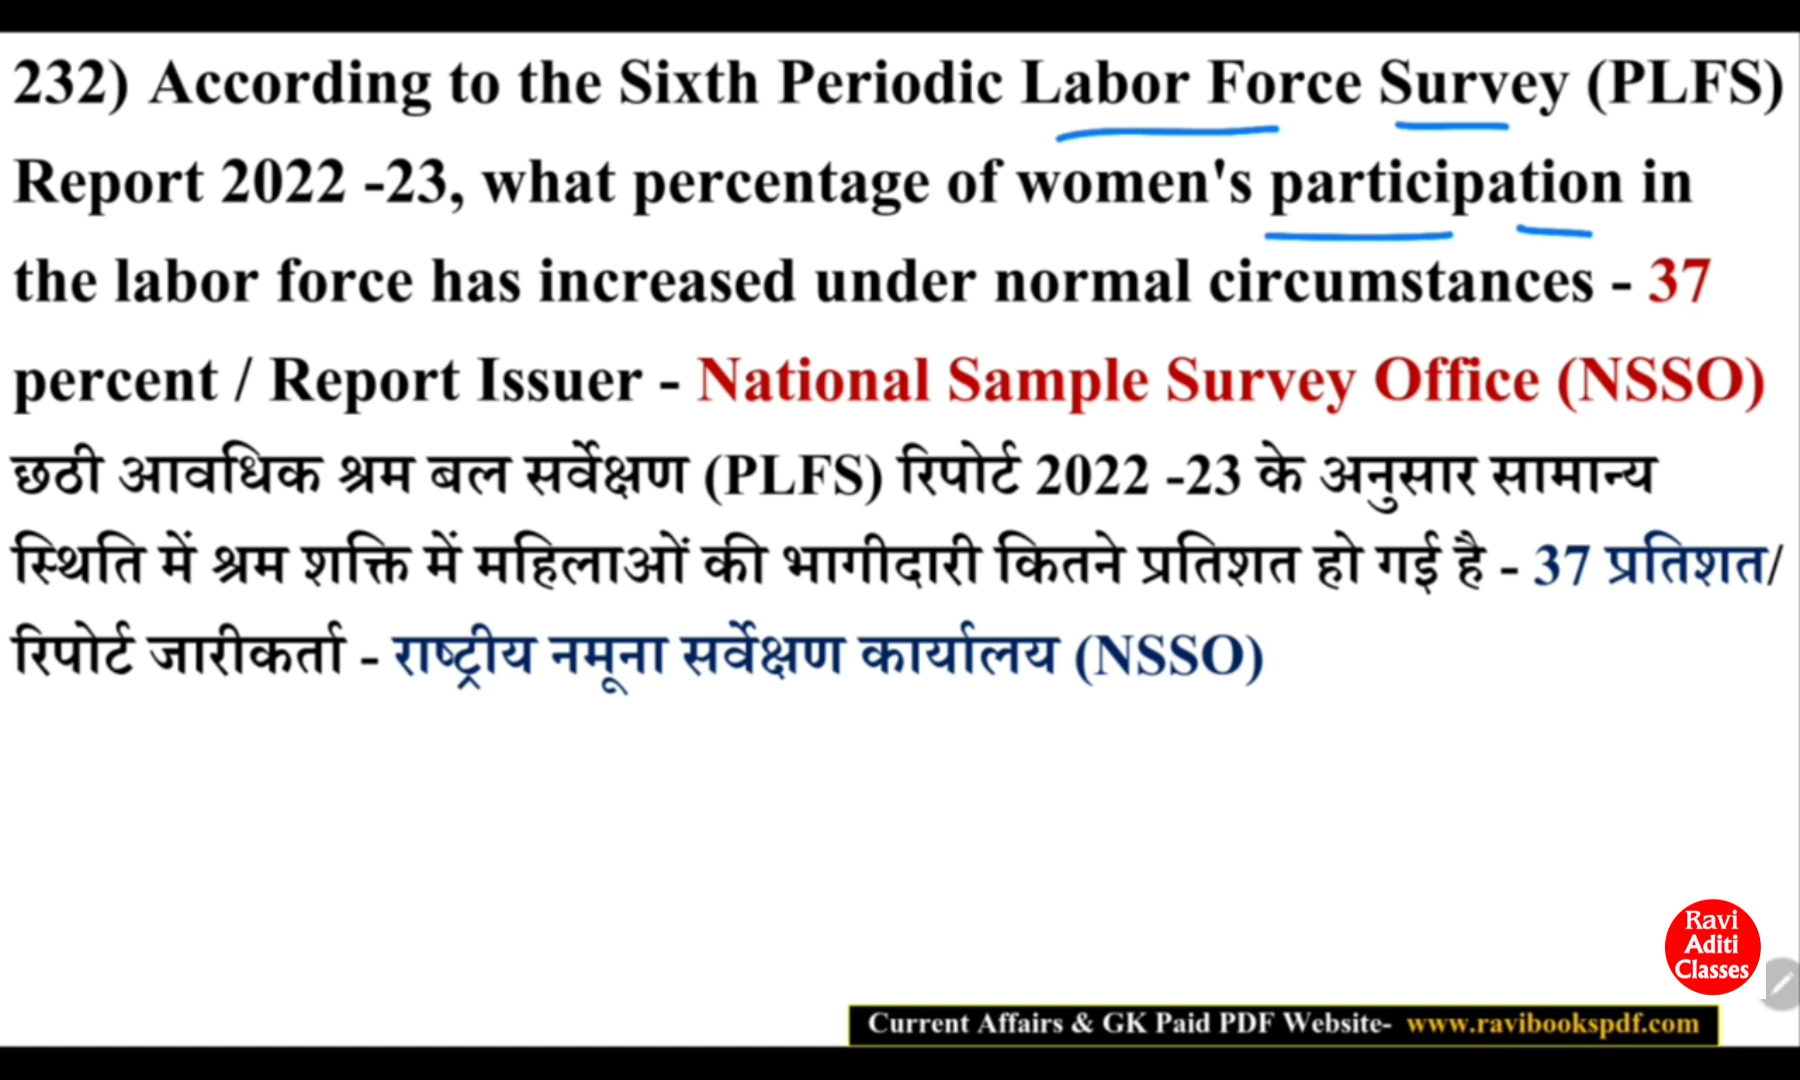 232) According to the Sixth Periodic Labor Force Survey (PLFS)
Report 2022 -23, what percentage of women's participation in
the labor force has increased under normal circumstances - 37
percent / Report Issuer - National Sample Survey Office (NSSO)
छठी आवधिक श्रम बल सर्वेक्षण (PLFS) रिपोर्ट 2022 -23 के अनुसार सामान्य
स्थिति में श्रम शक्ति में महिलाओं की भागीदारी कितने प्रतिशत हो गई है - 37 प्रतिशत/
रिपोर्ट जारीकर्ता - राष्ट्रीय नमूना सर्वेक्षण कार्यालय (NSSO)
Ravi
Aditi
Classes
Current Affairs & GK Paid PDF Website- www.ravibookspdf.com